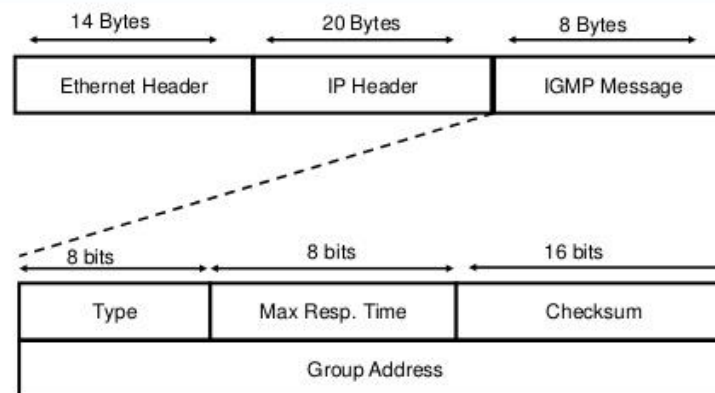 14 Bytes 20 Bytes 8 Bytes
Ethernet Header IP Header IGMP Message
8 bits 8 bits 16 bits
Type Max Resp. Time Checksum
Group Address